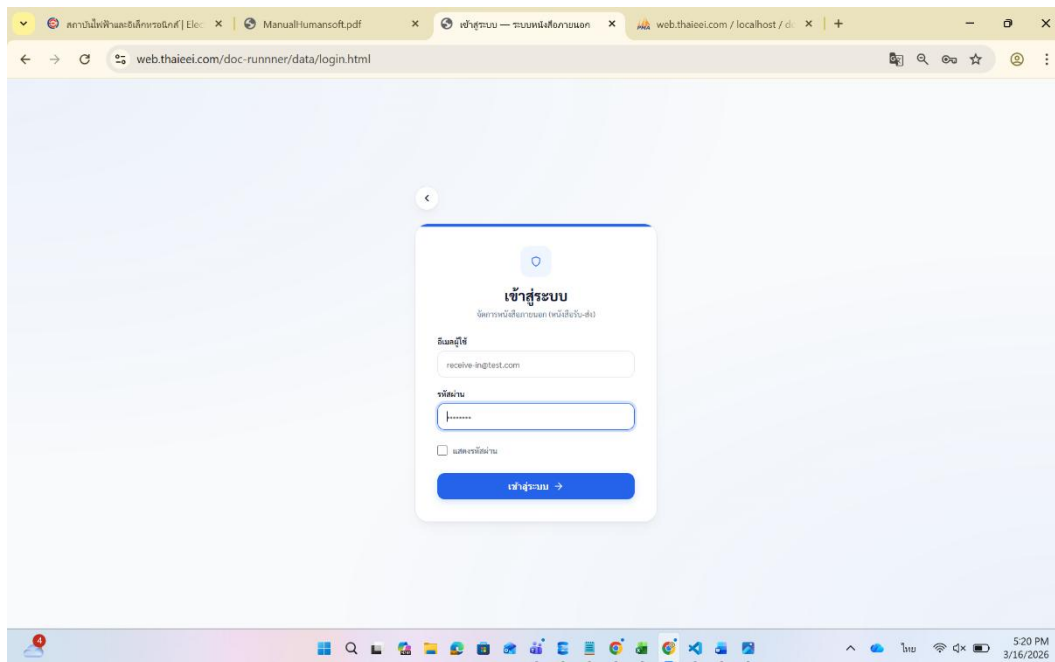 สถาบันไฟฟ้าและอิเล็กทรอนิกส์ | Elec
ManualHumansoft.pdf
เข้าสู่ระบบ — ระบบหนังสือภายนอก
web.thaieei.com / localhost / do
web.thaieei.com/doc-runnner/data/login.html
เข้าสู่ระบบ
จัดการหนังสือภายนอก (หนังสือรับ-ส่ง)
อีเมลผู้ใช้
receive-in@test.com
รหัสผ่าน
แสดงรหัสผ่าน
เข้าสู่ระบบ →
4
ไทย
5:20 PM
3/16/2026